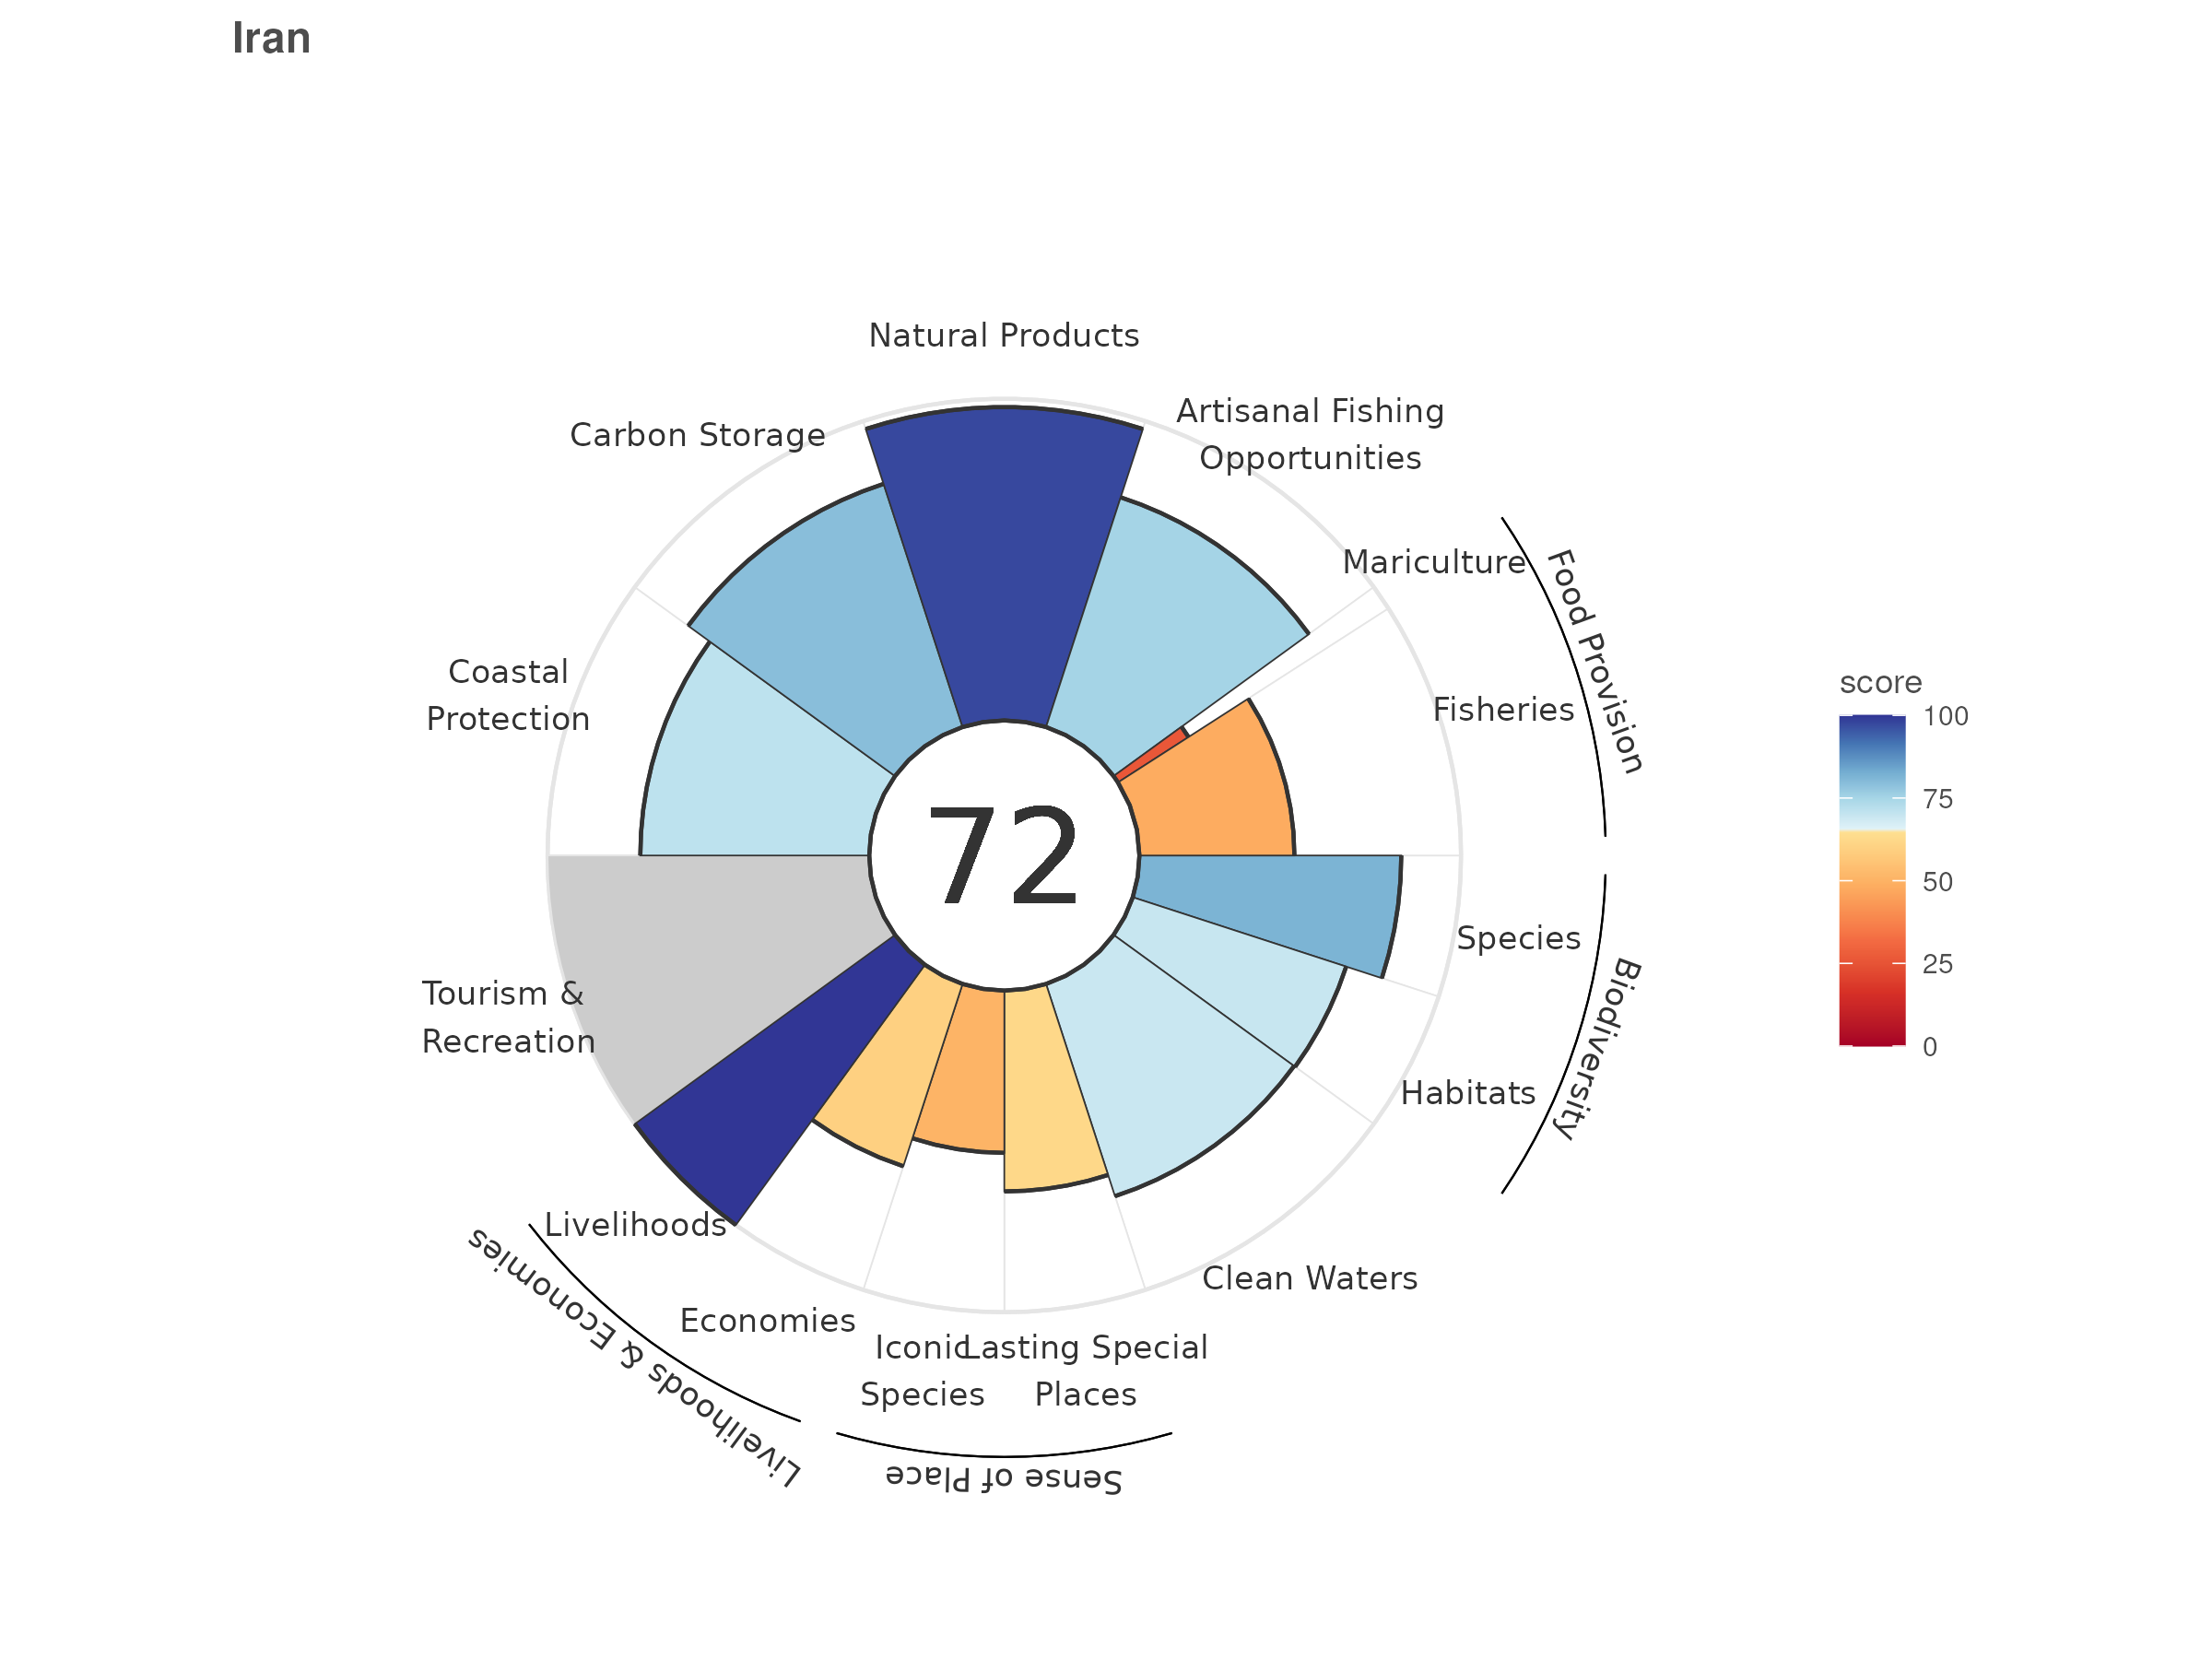 Iran
Natural Products
Artisanal Fishing
Opportunities
Carbon Storage
Mariculture
Food Provision
Coastal
Protection
Fisheries
score
100
75
50
25
0
72
Species
Biodiversity
Tourism &
Recreation
Habitats
Livelihoods
Clean Waters
Livelihoods & Economies
Economies
Iconic
Species
Lasting Special
Places
Sense of Place